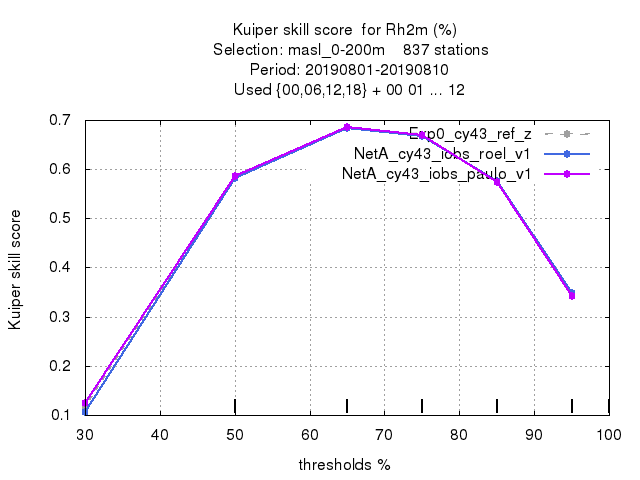 Kuiper skill score  for Rh2m (%)
Selection: masl_0-200m    837 stations
Period: 20190801-20190810
Used {00,06,12,18} + 00 01 ... 12
0.7
0.6
0.5
0.4
0.3
0.2
0.1
Kuiper skill score
Exp0_cy43_ref_z
NetA_cy43_iobs_roel_v1
NetA_cy43_iobs_paulo_v1
30 40 50 60 70 80 90 100
thresholds %